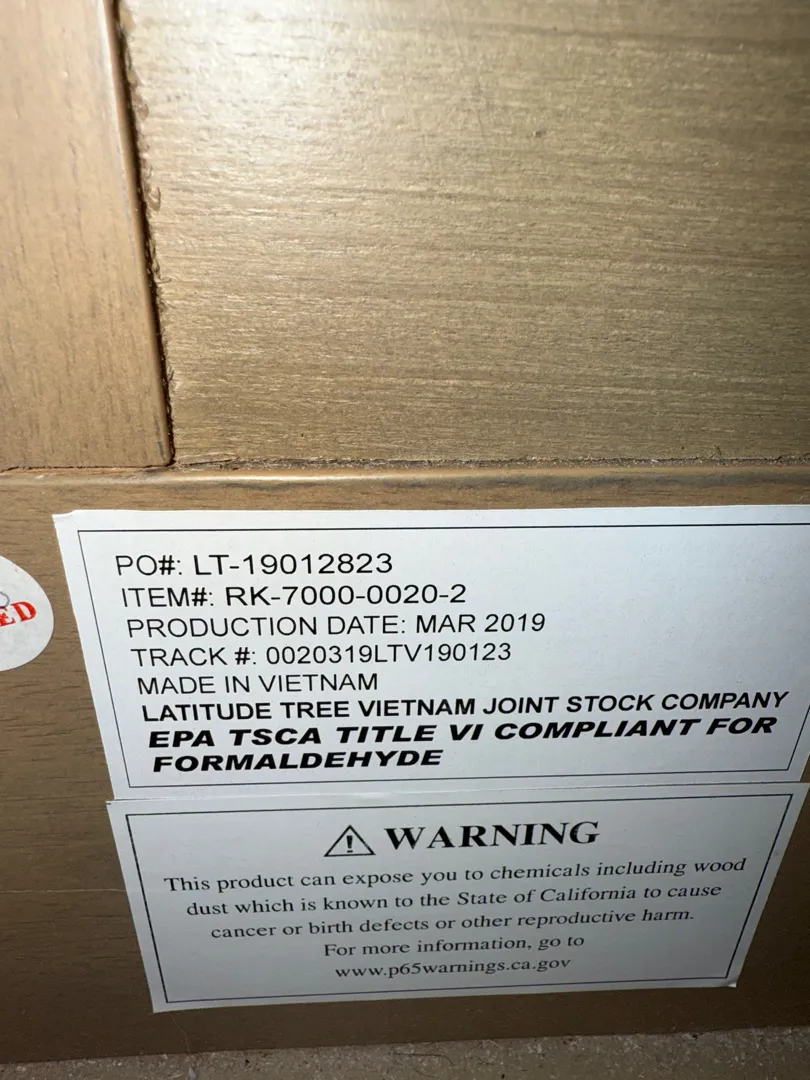 PO#: LT-19012823
ITEM#: RK-7000-0020-2
PRODUCTION DATE: MAR 2019
TRACK #: 0020319LTV190123
MADE IN VIETNAM
LATITUDE TREE VIETNAM JOINT STOCK COMPANY
EPA TSCA TITLE VI COMPLIANT FOR
FORMALDEHYDE
WARNING
This product can expose you to chemicals including wood
dust which is known to the State of California to cause
cancer or birth defects or other reproductive harm.
For more information, go to
www.p65warnings.ca.gov